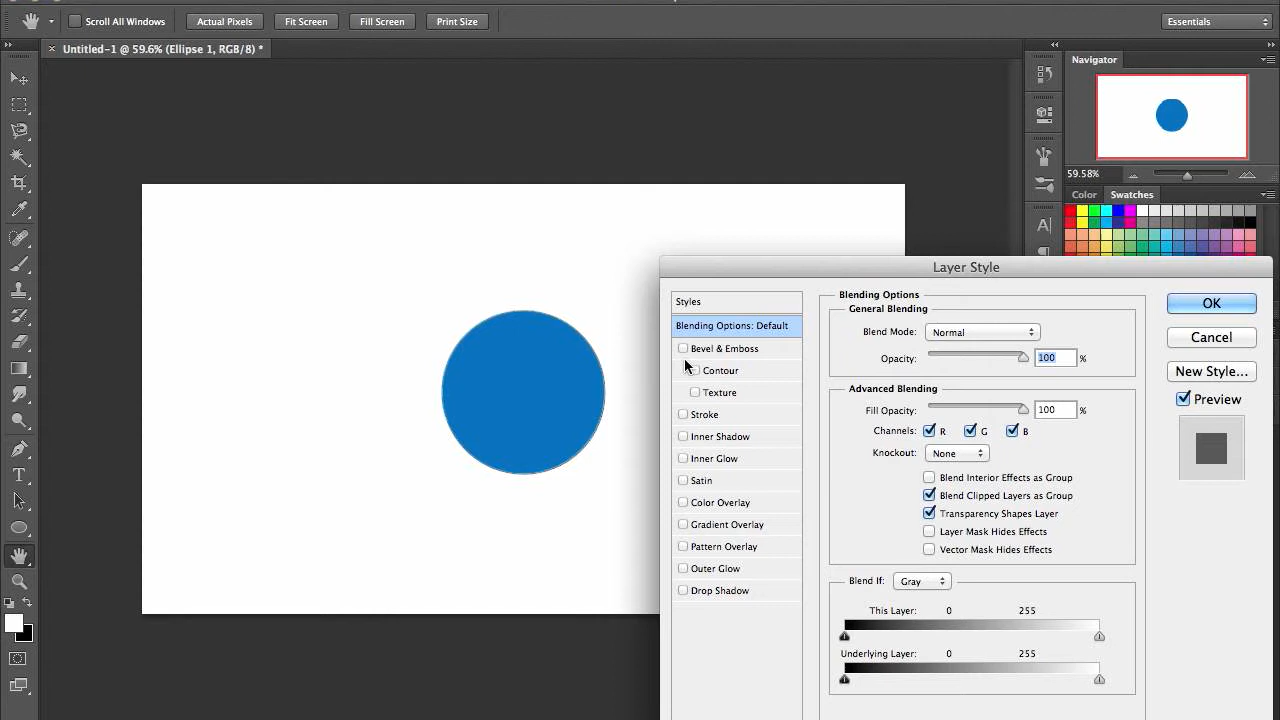 Scroll All Windows Actual Pixels Fit Screen Fill Screen Print Size Essentials
× Untitled-1 @ 59.6% (Ellipse 1, RGB/8) *
Navigator
59.58%
Color Swatches
Layer Style
Styles
Blending Options: Default
Bevel & Emboss
Contour
Texture
Stroke
Inner Shadow
Inner Glow
Satin
Color Overlay
Gradient Overlay
Pattern Overlay
Outer Glow
Drop Shadow
Blending Options
General Blending
Blend Mode: Normal
Opacity: 100 %
Advanced Blending
Fill Opacity: 100 %
Channels: R G B
Knockout: None
Blend Interior Effects as Group
Blend Clipped Layers as Group
Transparency Shapes Layer
Layer Mask Hides Effects
Vector Mask Hides Effects
Blend If: Gray
This Layer: 0 255
Underlying Layer: 0 255
OK
Cancel
New Style...
Preview